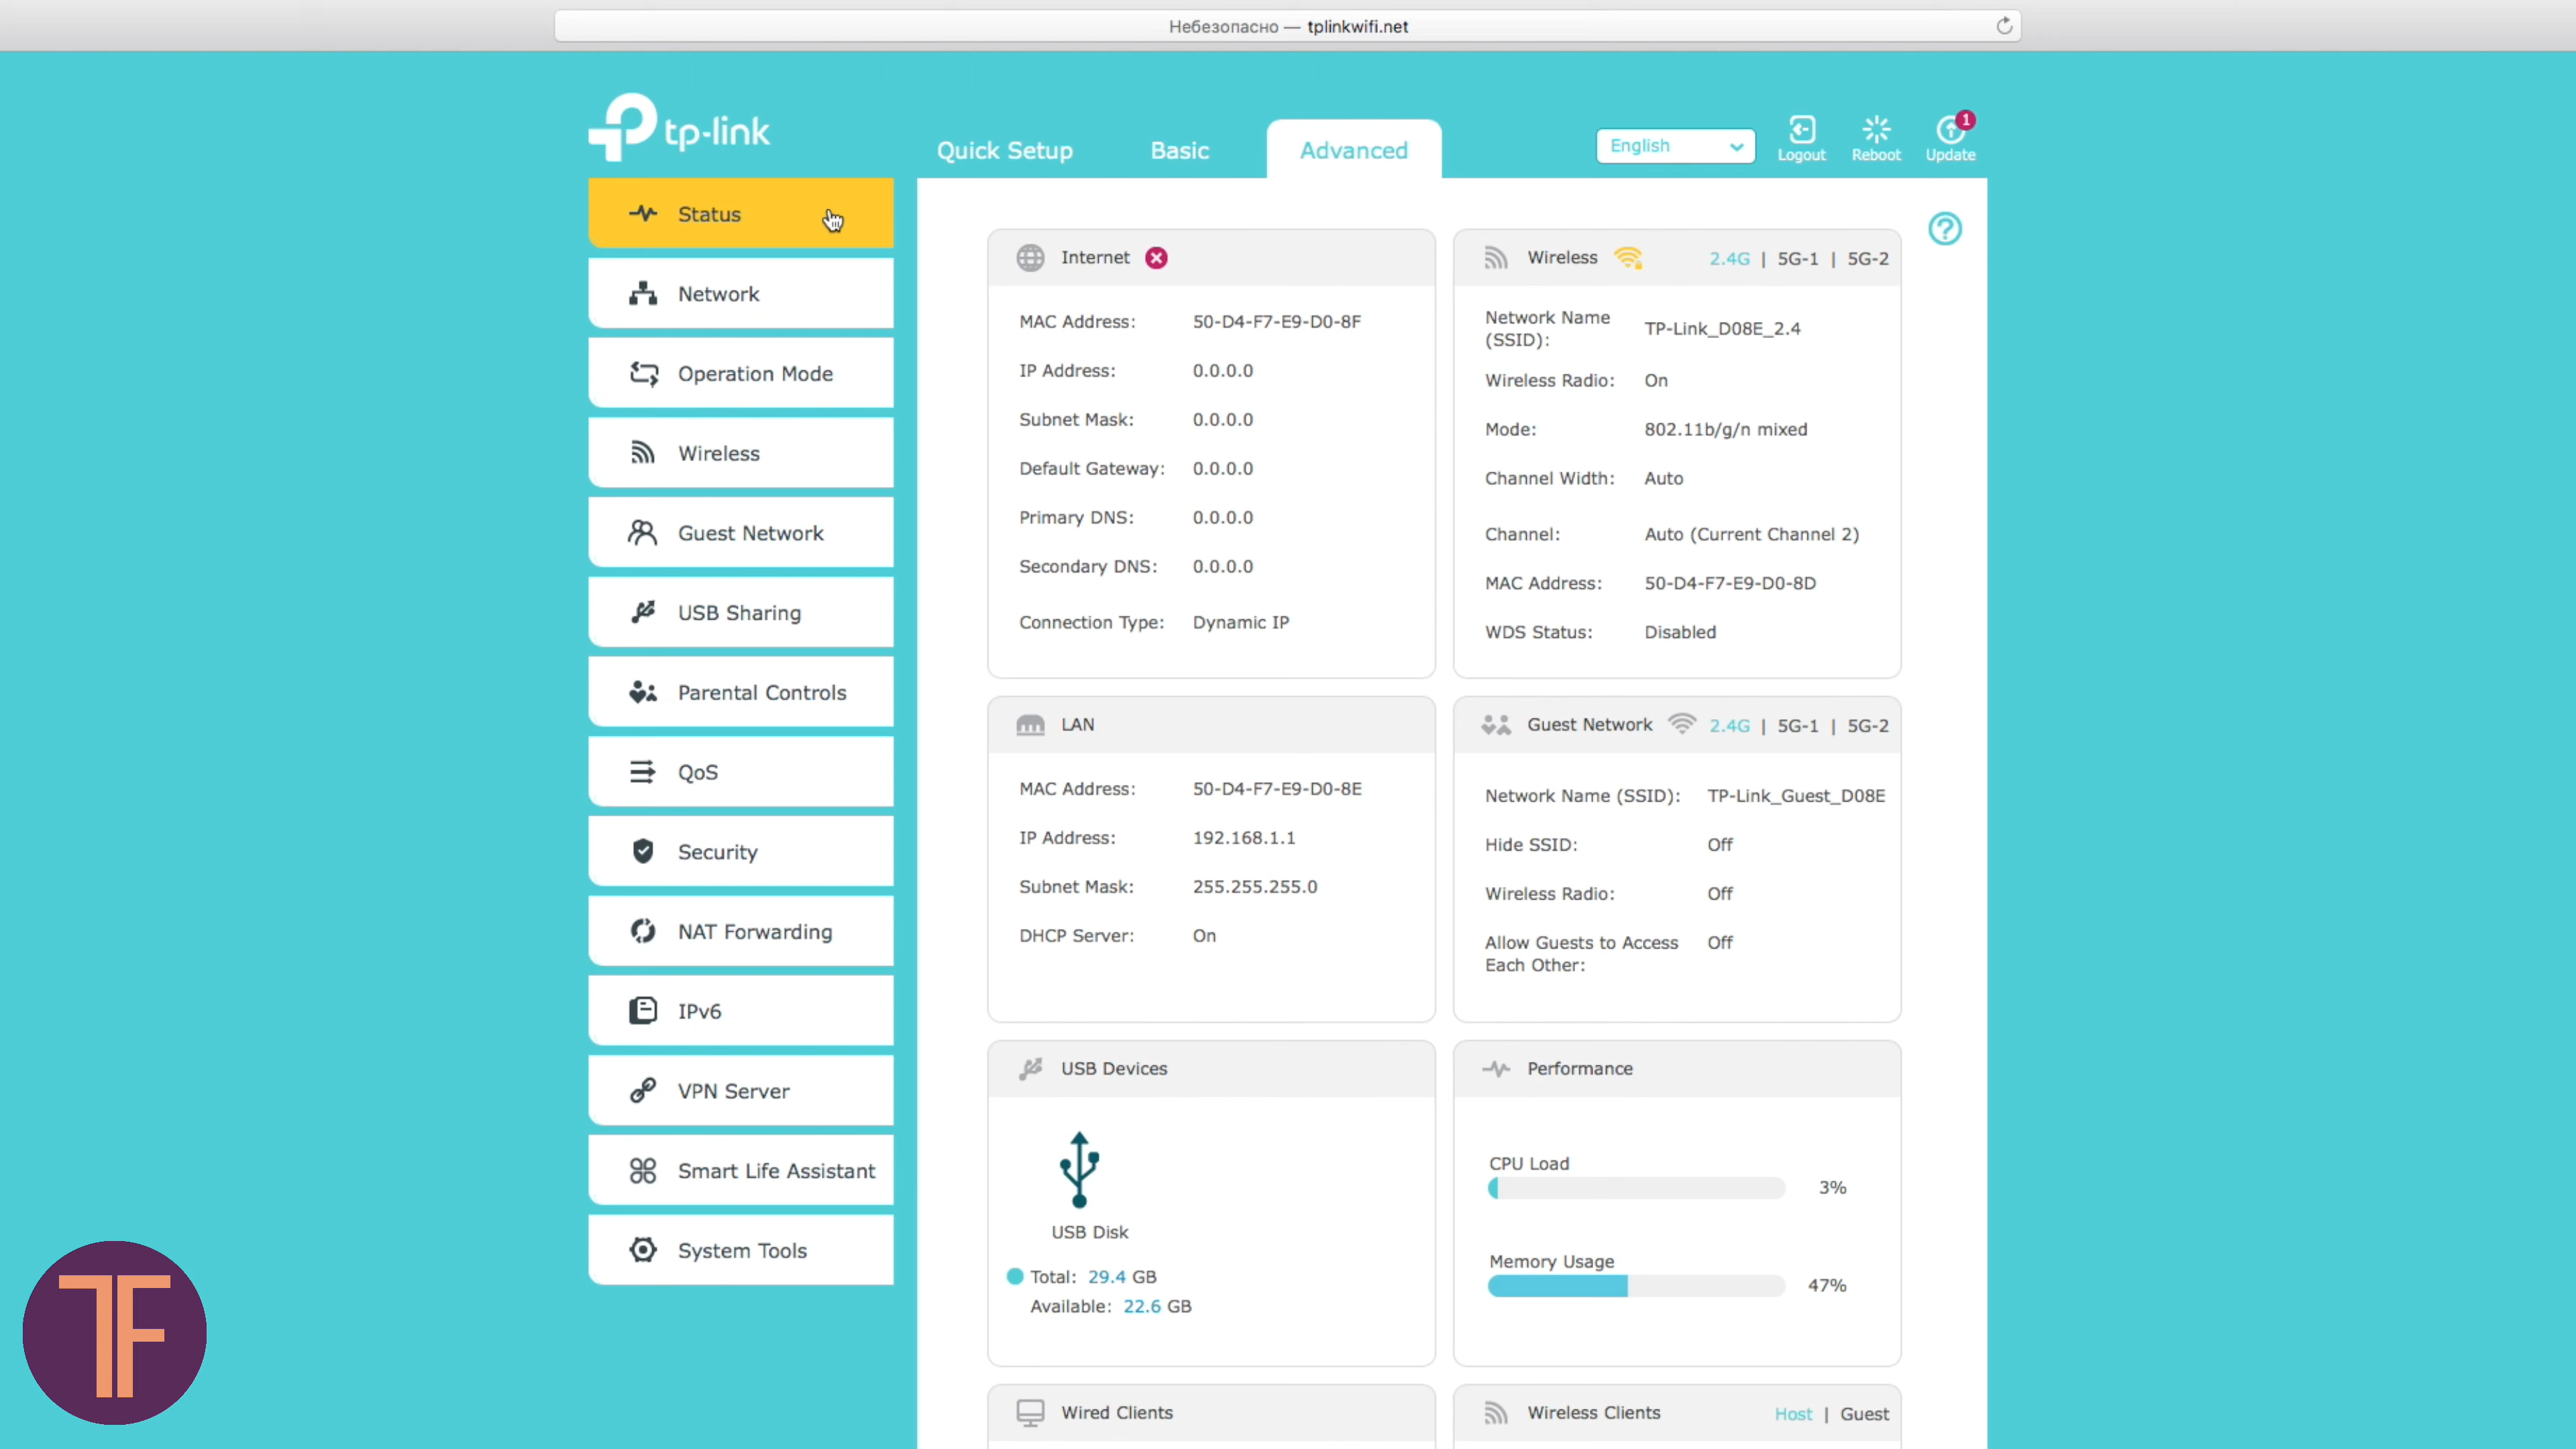 Небезопасно — tplinkwifi.net
tp-link
Quick Setup
Basic
Advanced
English
Logout
Reboot
Update
1
Status
Network
Operation Mode
Wireless
Guest Network
USB Sharing
Parental Controls
QoS
Security
NAT Forwarding
IPv6
VPN Server
Smart Life Assistant
System Tools
Internet
MAC Address: 50-D4-F7-E9-D0-8F
IP Address: 0.0.0.0
Subnet Mask: 0.0.0.0
Default Gateway: 0.0.0.0
Primary DNS: 0.0.0.0
Secondary DNS: 0.0.0.0
Connection Type: Dynamic IP
Wireless 2.4G | 5G-1 | 5G-2
Network Name
(SSID): TP-Link_D08E_2.4
Wireless Radio: On
Mode: 802.11b/g/n mixed
Channel Width: Auto
Channel: Auto (Current Channel 2)
MAC Address: 50-D4-F7-E9-D0-8D
WDS Status: Disabled
LAN
MAC Address: 50-D4-F7-E9-D0-8E
IP Address: 192.168.1.1
Subnet Mask: 255.255.255.0
DHCP Server: On
Guest Network 2.4G | 5G-1 | 5G-2
Network Name (SSID): TP-Link_Guest_D08E
Hide SSID: Off
Wireless Radio: Off
Allow Guests to Access Off
Each Other:
USB Devices
USB Disk
Total: 29.4 GB
Available: 22.6 GB
Performance
CPU Load
3%
Memory Usage
47%
Wired Clients
Wireless Clients Host | Guest
TF